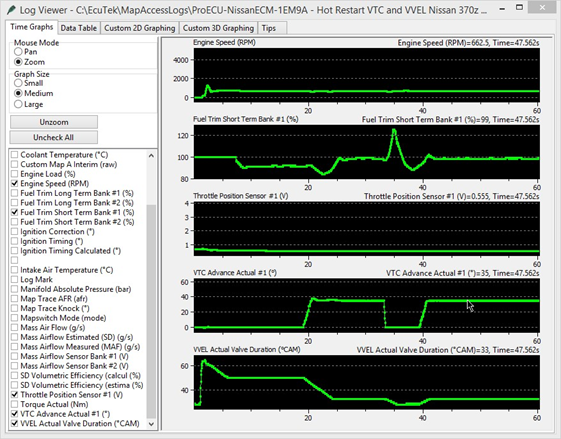 Log Viewer - C:\EcuTek\MapAccessLogs\ProECU-NissanECM-1EM9A - Hot Restart VTC and VVEL Nissan 370z ...
Time Graphs Data Table Custom 2D Graphing Custom 3D Graphing Tips
Mouse Mode
Pan
Zoom
Graph Size
Small
Medium
Large
Unzoom
Uncheck All
Coolant Temperature (°C)
Custom Map A Interim (raw)
Engine Load (%)
Engine Speed (RPM)
Fuel Trim Long Term Bank #1 (%)
Fuel Trim Long Term Bank #2 (%)
Fuel Trim Short Term Bank #1 (%)
Fuel Trim Short Term Bank #2 (%)
Ignition Correction (°)
Ignition Timing (°)
Ignition Timing Calculated (°)
Intake Air Temperature (°C)
Log Mark
Manifold Absolute Pressure (bar)
Map Trace AFR (afr)
Map Trace Knock (°)
Mapswitch Mode (mode)
Mass Air Flow (g/s)
Mass Airflow Estimated (SD) (g/s)
Mass Airflow Measured (MAF) (g/s)
Mass Airflow Sensor Bank #1 (V)
Mass Airflow Sensor Bank #2 (V)
SD Volumetric Efficiency (calcul (%)
SD Volumetric Efficiency (estima (%)
Throttle Position Sensor #1 (V)
Torque Actual (Nm)
VTC Advance Actual #1 (°)
VVEL Actual Valve Duration (°CAM)
Engine Speed (RPM) Engine Speed (RPM)=662.5, Time=47.562s
4000
2000
0
20 40 60
Fuel Trim Short Term Bank #1 (%) Fuel Trim Short Term Bank #1 (%)=99, Time=47.562s
120
100
80
20 40 60
Throttle Position Sensor #1 (V) Throttle Position Sensor #1 (V)=0.555, Time=47.562s
4
3
2
1
20 40 60
VTC Advance Actual #1 (°) VTC Advance Actual #1 (°)=35, Time=47.562s
60
40
20
0
20 40 60
VVEL Actual Valve Duration (°CAM) VVEL Actual Valve Duration (°CAM)=33, Time=47.562s
60
40
20 40 60